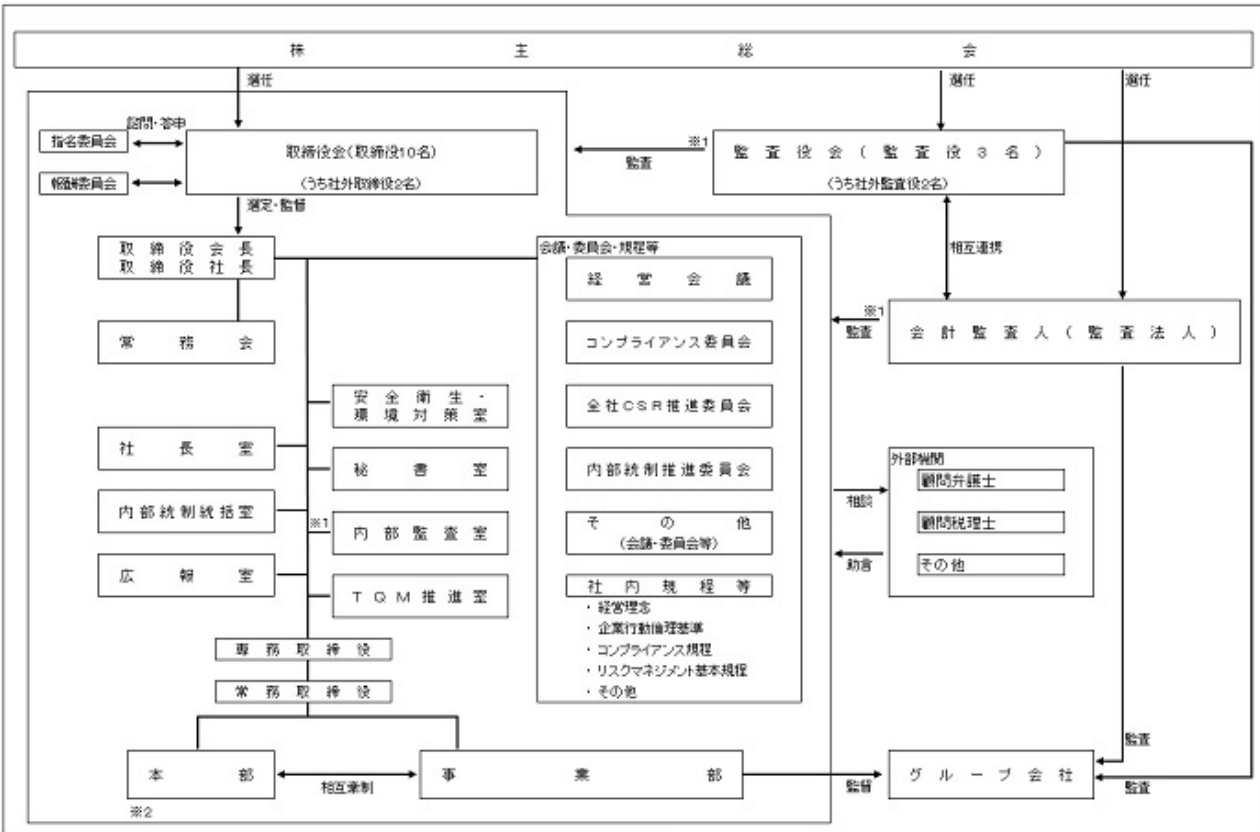 株主総会
選任
選任
選任
諮問・答申
指名委員会
報酬委員会
取締役会(取締役10名)
(うち社外取締役2名)
※1
監査
監査役会(監査役3名)
(うち社外監査役2名)
選定・監督
取締役会長
取締役社長
常務会
会議・委員会・規程等
経営会議
コンプライアンス委員会
全社CSR推進委員会
内部統制推進委員会
その他
(会議・委員会等)
社内規程等
・経営理念
・企業行動倫理基準
・コンプライアンス規程
・リスクマネジメント基本規程
・その他
相互連携
※1
監査
会計監査人(監査法人)
安全衛生・
環境対策室
社長室
秘書室
内部統制統括室
※1
内部監査室
広報室
TQM推進室
専務取締役
常務取締役
外部機関
顧問弁護士
顧問税理士
その他
相談
助言
本部
※2
相互牽制
事業部
監督
グループ会社
監査
監査